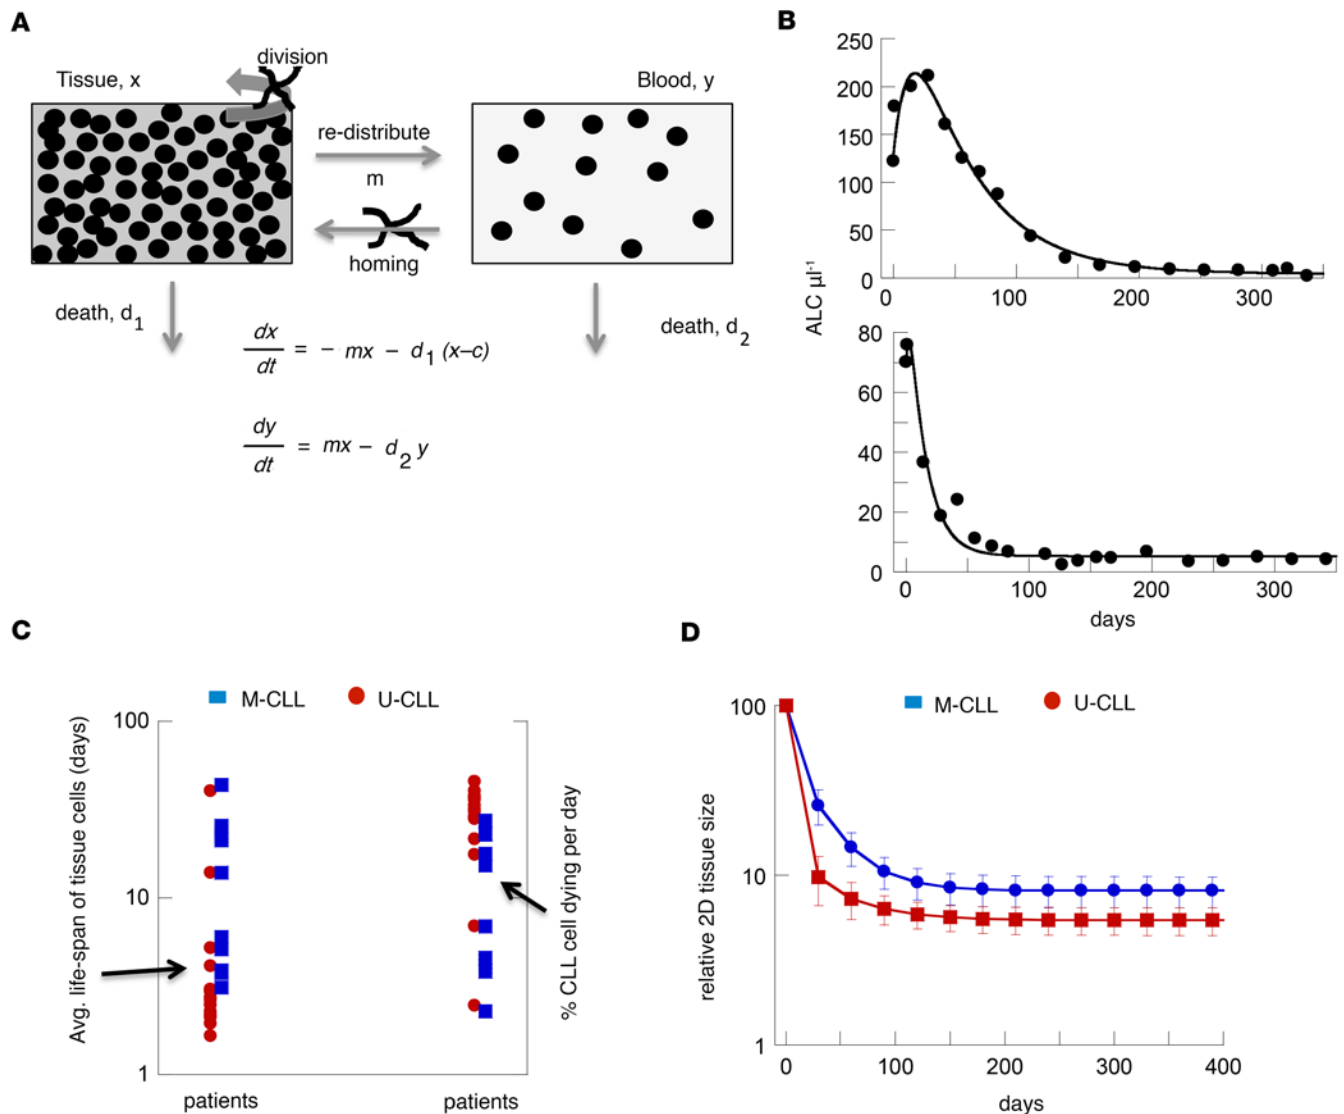 A
division
Tissue, x
Blood, y
re-distribute
m
homing
death, d1
death, d2
dx/dt = – mx – d1 (x–c)
dy/dt = mx – d2 y
B
250
200
150
100
50
0
0 100 200 300
ALC µl-1
80
60
40
20
0
0 100 200 300
days
C
M-CLL U-CLL
100
10
1
Avg. life-span of tissue cells (days)
% CLL cell dying per day
patients patients
D
M-CLL U-CLL
100
10
1
relative 2D tissue size
0 100 200 300 400
days